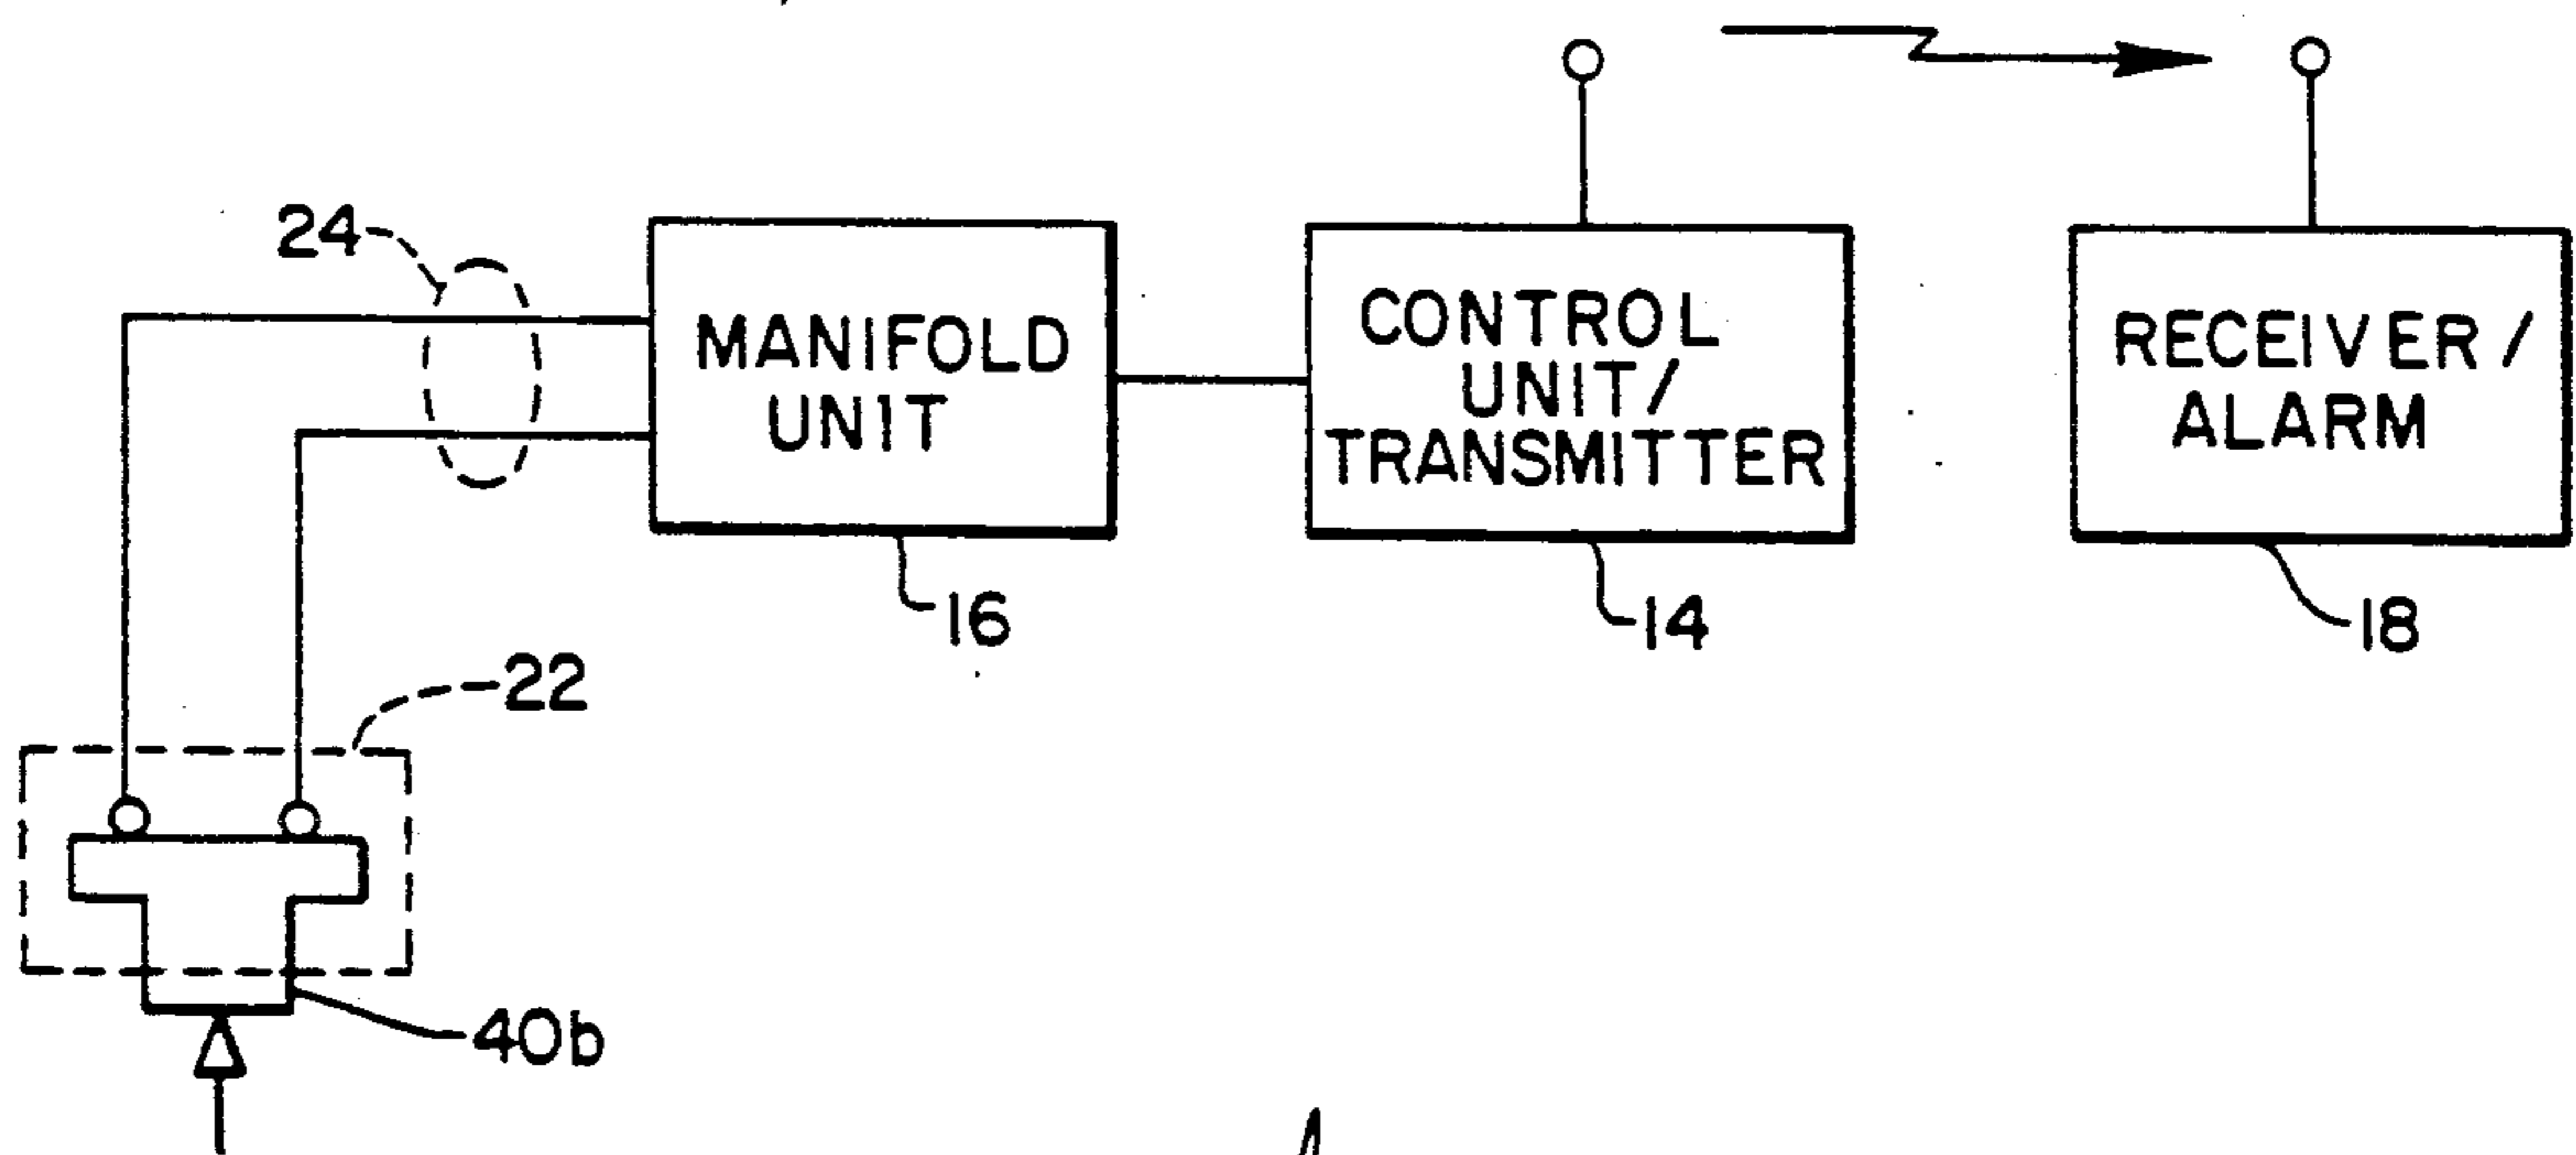 24
MANIFOLD
UNIT
CONTROL
UNIT/
TRANSMITTER
RECEIVER/
ALARM
16
14
18
22
40b